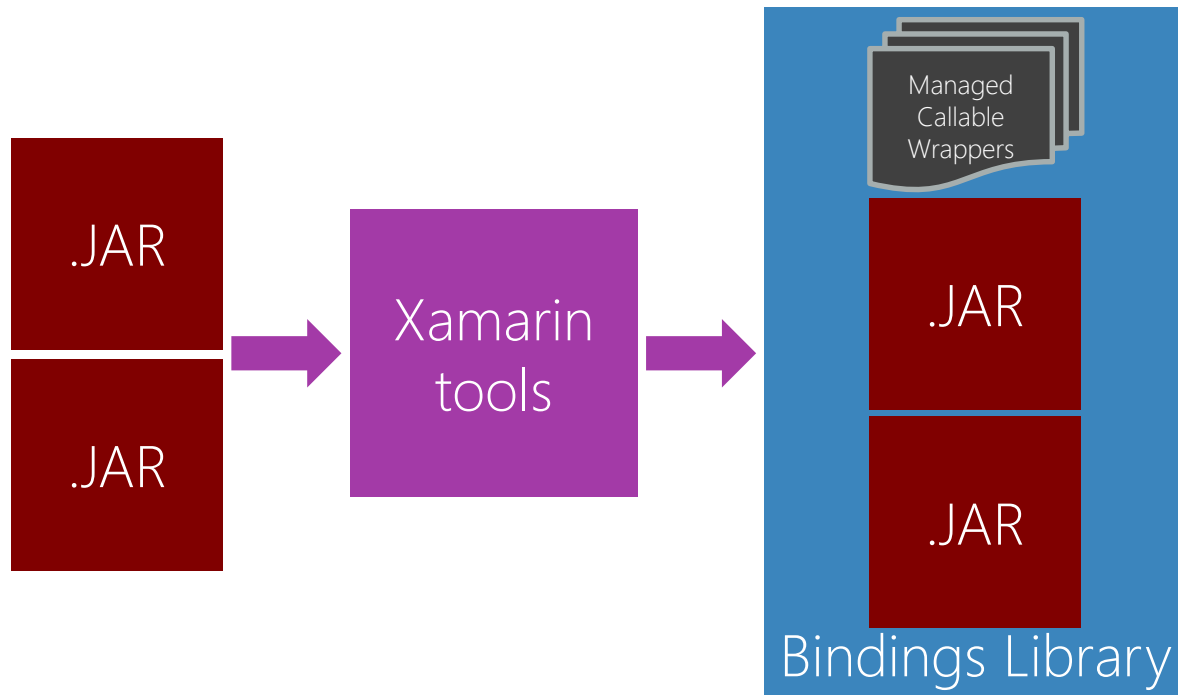 .JAR
.JAR
Xamarin
tools
Managed
Callable
Wrappers
.JAR
.JAR
Bindings Library